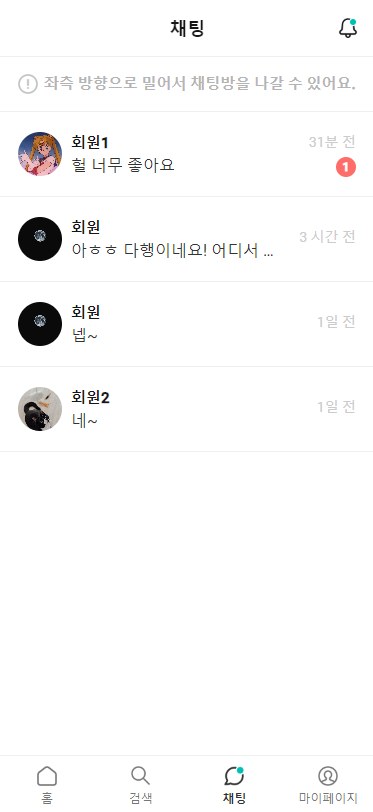 채팅
좌측 방향으로 밀어서 채팅방을 나갈 수 있어요.
회원1
31분 전
헐 너무 좋아요
1
회원
3 시간 전
아ㅎㅎ 다행이네요! 어디서 ...
회원
1일 전
넵~
회원2
1일 전
네~
홈
검색
채팅
마이페이지